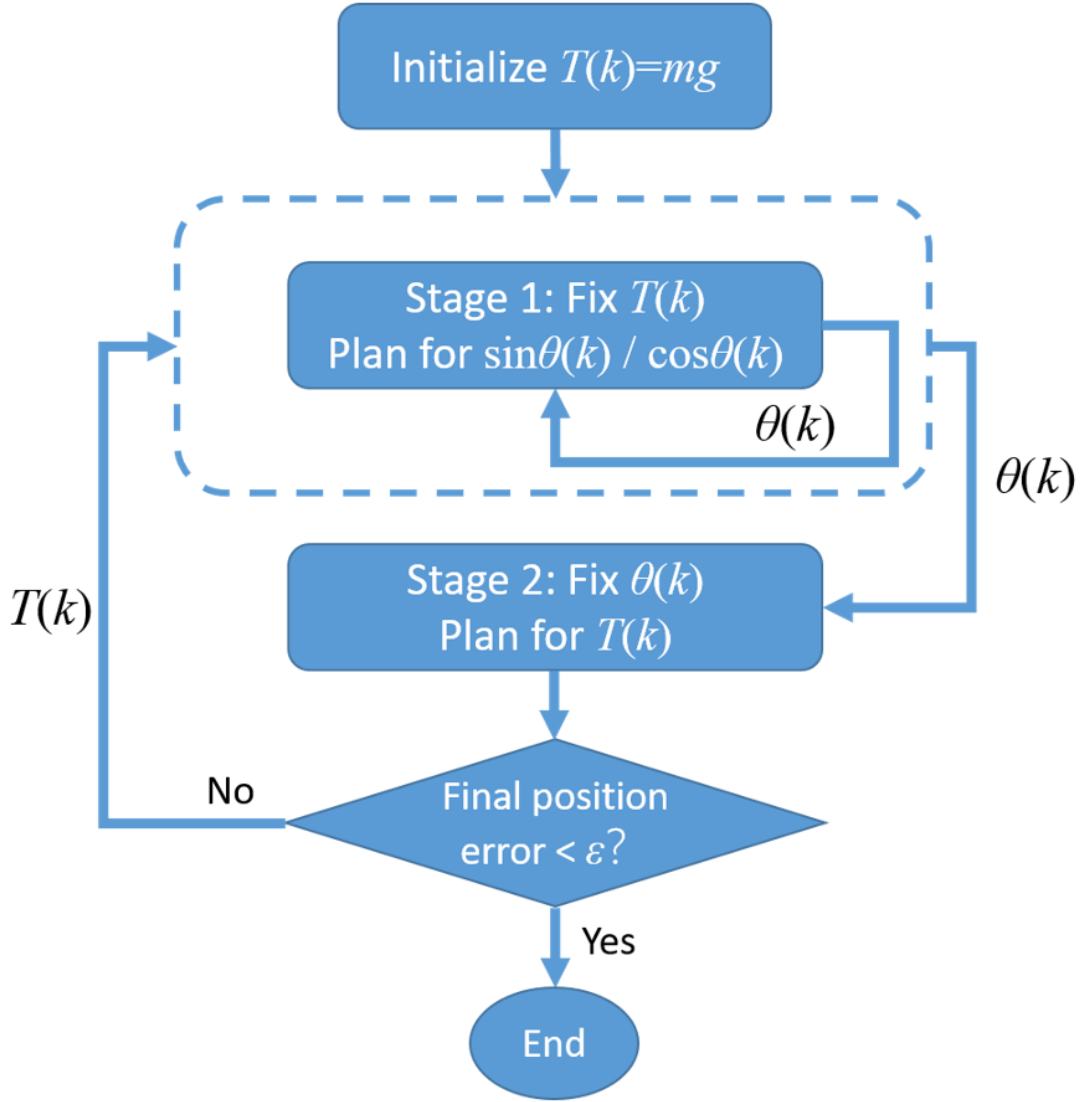 Initialize T(k)=mg
Stage 1: Fix T(k)
Plan for sinθ(k) / cosθ(k)
θ(k)
θ(k)
Stage 2: Fix θ(k)
Plan for T(k)
T(k)
No
Final position
error < ε?
Yes
End